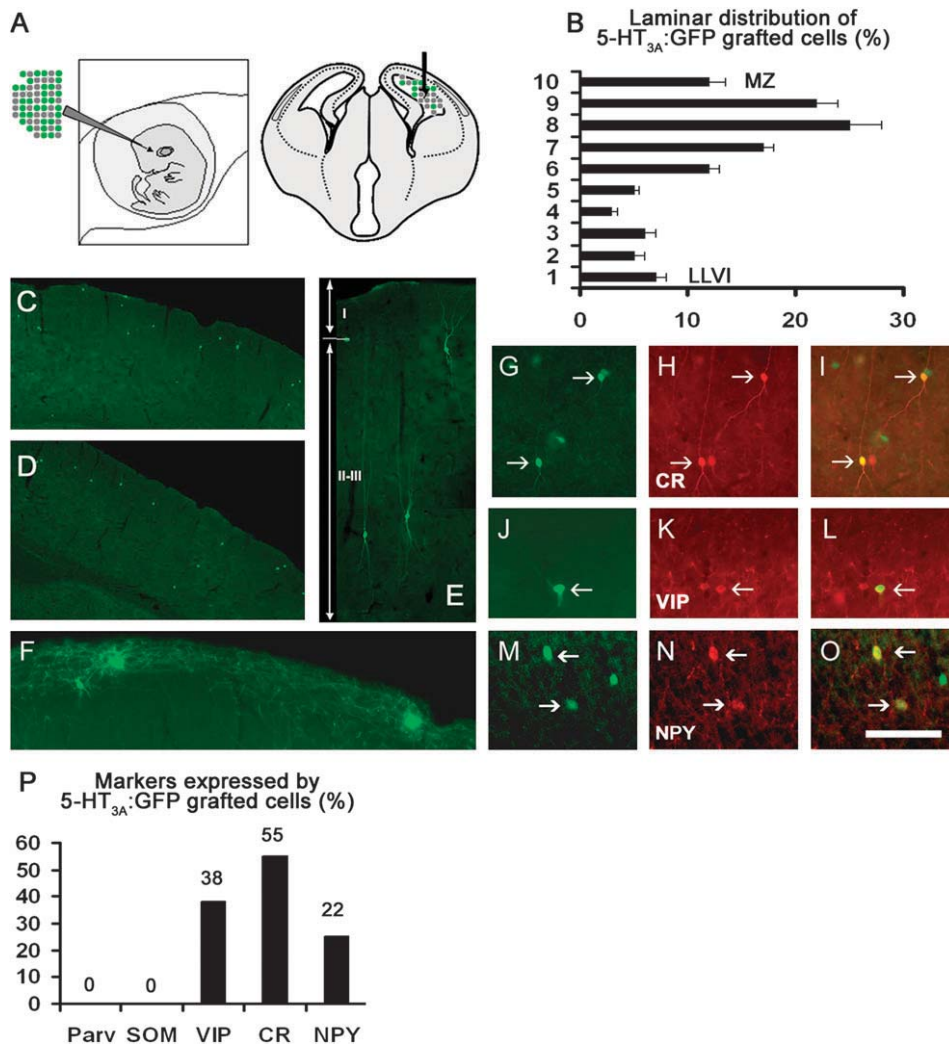 A
B
Laminar distribution of
5-HT3A:GFP grafted cells (%)
10
MZ
9
8
7
6
5
4
3
2
1
LLVI
0
10
20
30
C
D
I
II-III
E
F
G
H
CR
I
J
K
VIP
L
M
N
NPY
O
P
Markers expressed by
5-HT3A:GFP grafted cells (%)
60
50
40
30
20
10
0
0
0
38
55
22
Parv SOM VIP CR NPY